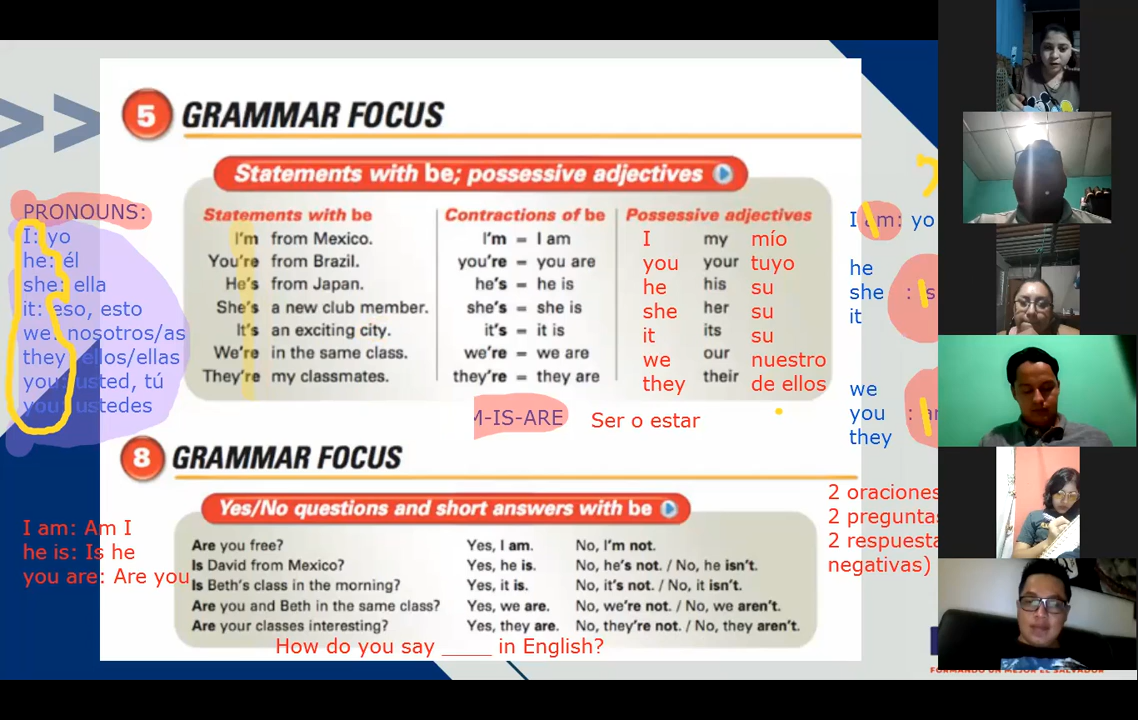 5 GRAMMAR FOCUS
Statements with be; possessive adjectives
Statements with be
I'm from Mexico.
You're from Brazil.
He's from Japan.
She's a new club member.
It's an exciting city.
We're in the same class.
They're my classmates.
Contractions of be
I'm = I am
you're = you are
he's = he is
she's = she is
it's = it is
we're = we are
they're = they are
Possessive adjectives
I my mío
you your tuyo
he his su
she her su
it its su
we our nuestro
they their de ellos
PRONOUNS:
I: yo
he: él
she: ella
it: eso, esto
we: nosotros/as
they ellos/ellas
you: usted, tú
you: ustedes
I am: yo
he
she : is
it
we
you :
they
M-IS-ARE
Ser o estar
8 GRAMMAR FOCUS
Yes/No questions and short answers with be
Are you free? Yes, I am. No, I'm not.
Is David from Mexico? Yes, he is. No, he's not. / No, he isn't.
Is Beth's class in the morning? Yes, it is. No, it's not. / No, it isn't.
Are you and Beth in the same class? Yes, we are. No, we're not. / No, we aren't.
Are your classes interesting? Yes, they are. No, they're not. / No, they aren't.
I am: Am I
he is: Is he
you are: Are you
2 oraciones
2 preguntas
2 respuesta
negativas)
How do you say _____ in English?
FORMANDO UN MEJOR EL SALVADOR